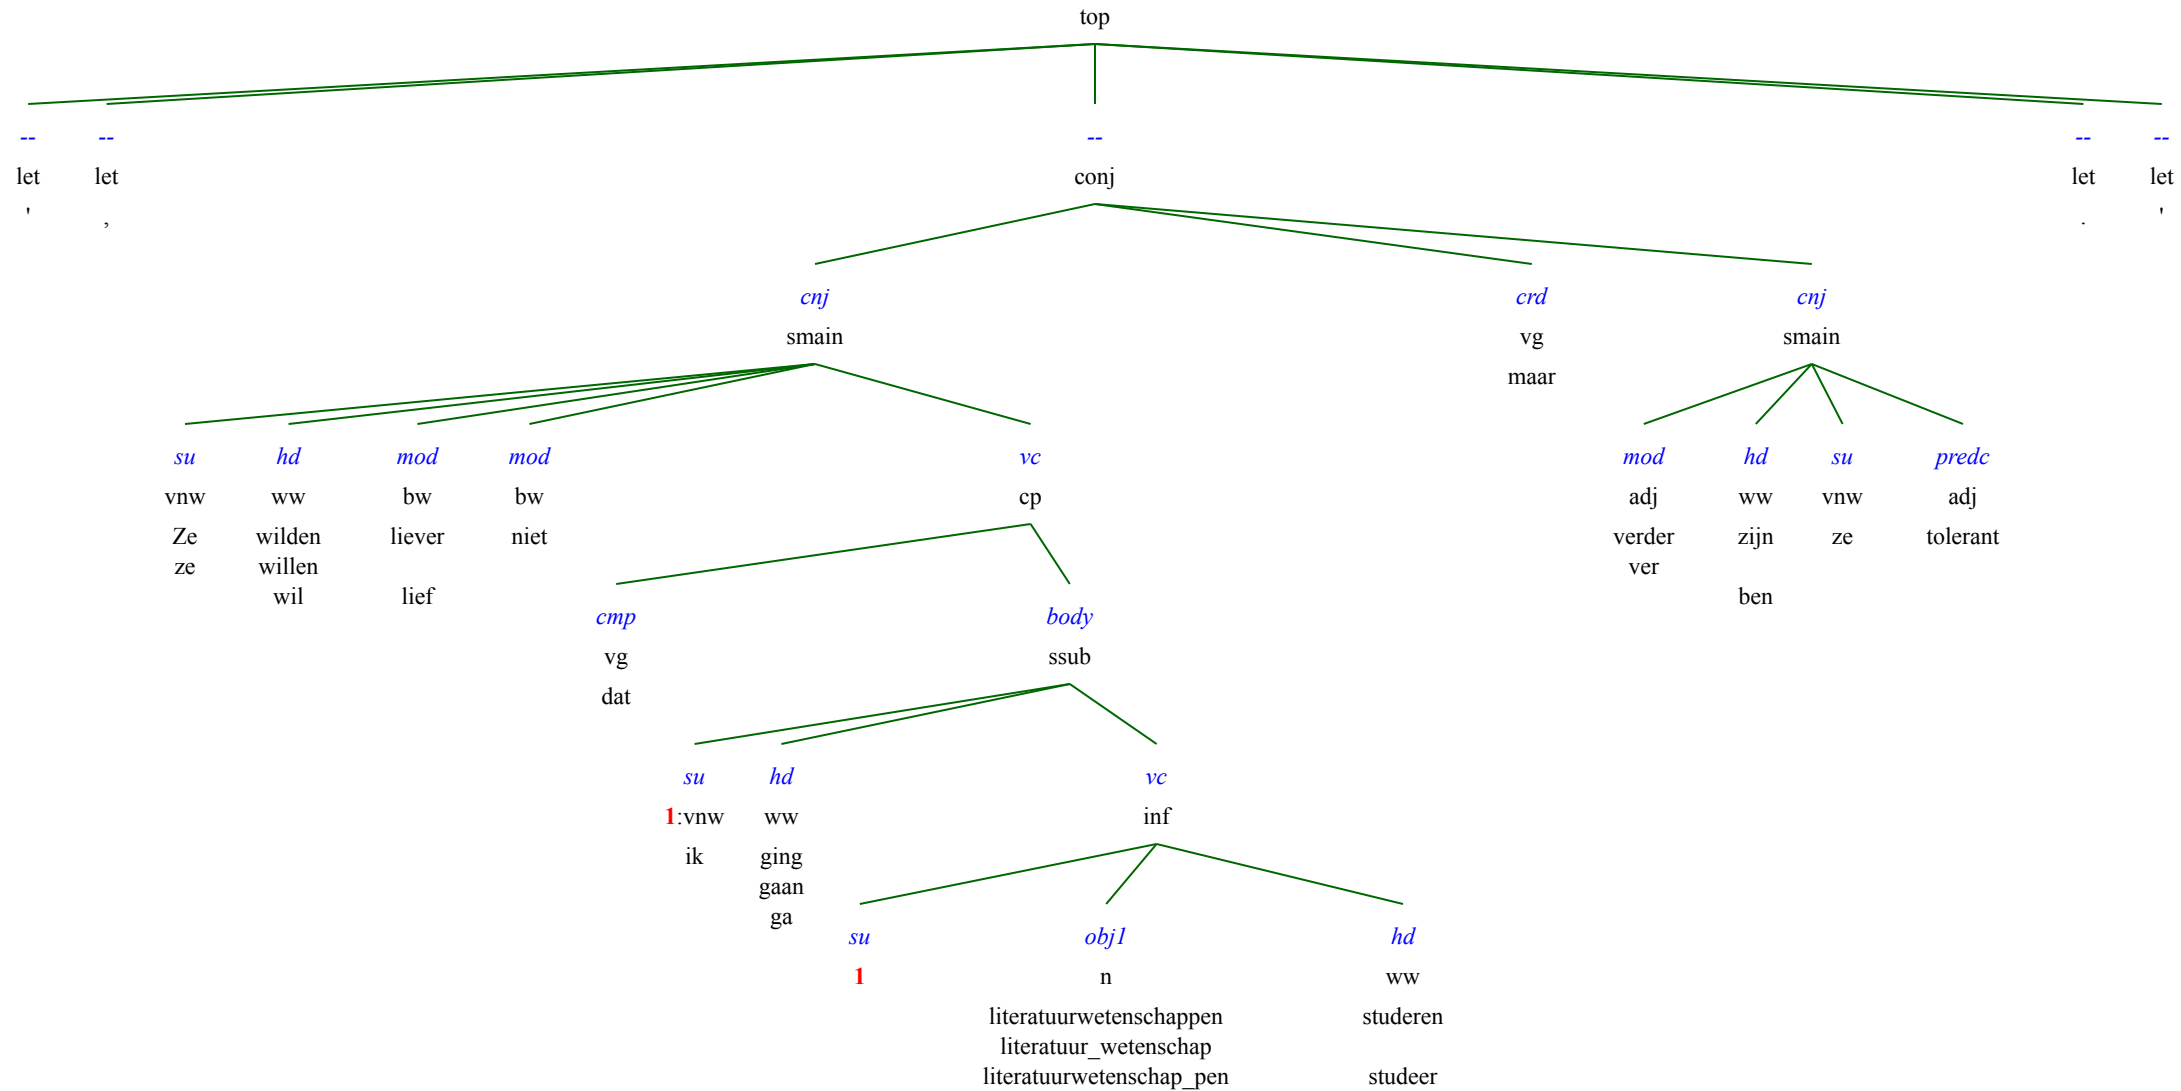 top
-- -- -- -- --
let let conj let let
' , . '
cnj crd cnj
smain vg smain
maar
su hd mod mod vc mod hd su predc
vnw ww bw bw cp adj ww vnw adj
Ze wilden liever niet verder zijn ze tolerant
ze willen ver
wil lief ben
cmp body
vg ssub
dat
su hd vc
1:vnw ww inf
ik ging
gaan
ga
su obj1 hd
1 n ww
literatuurwetenschappen studeren
literatuur_wetenschap
literatuurwetenschap_pen studeer